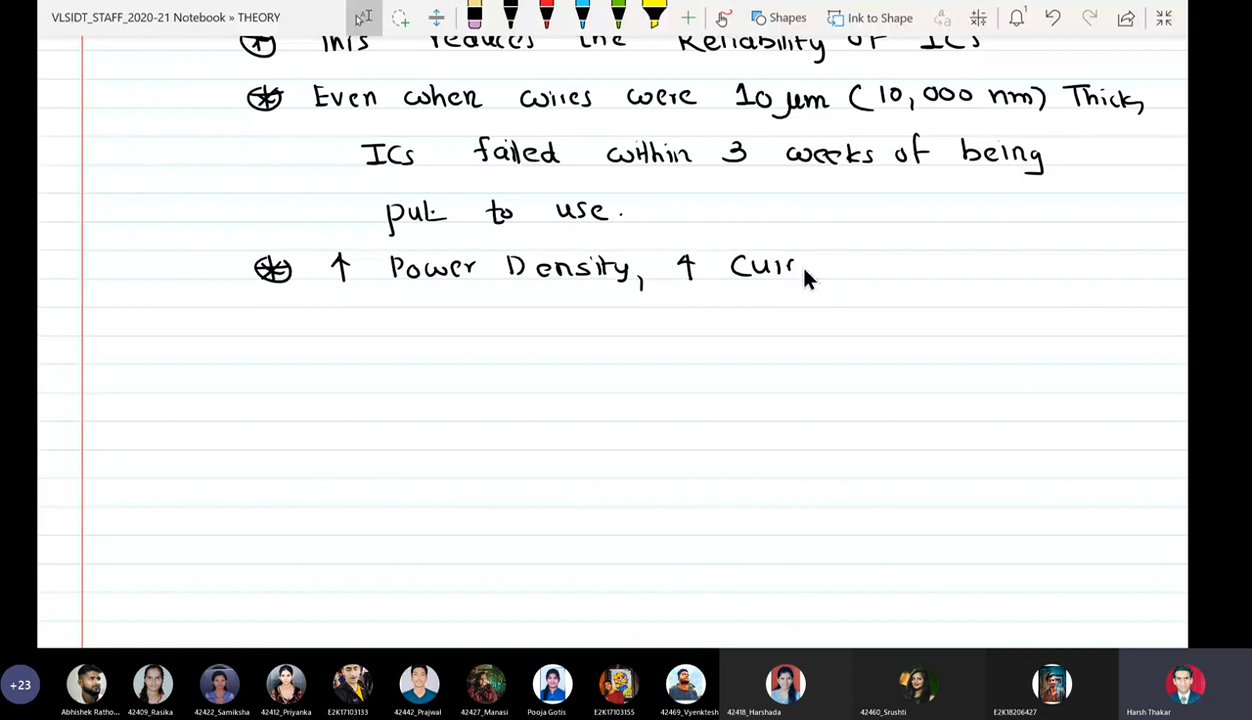 VLSIDT_STAFF_2020-21 Notebook » THEORY
Shapes
Ink to Shape
This reduces the Reliability of ICs
Even when wires were 10 μm (10,000 nm) Thick,
ICs failed within 3 weeks of being
put to use.
↑ Power Density, ↑ Curr
+23
Abhishek Ratho...
42409_Rasika
42422_Samiksha
42412_Priyanka
E2K17103133
42442_Prajwal
42427_Manasi
Pooja Gotis
E2K17103155
42469_Vyenktesh
42418_Harshada
42460_Srushti
E2K18206427
Harsh Thakar